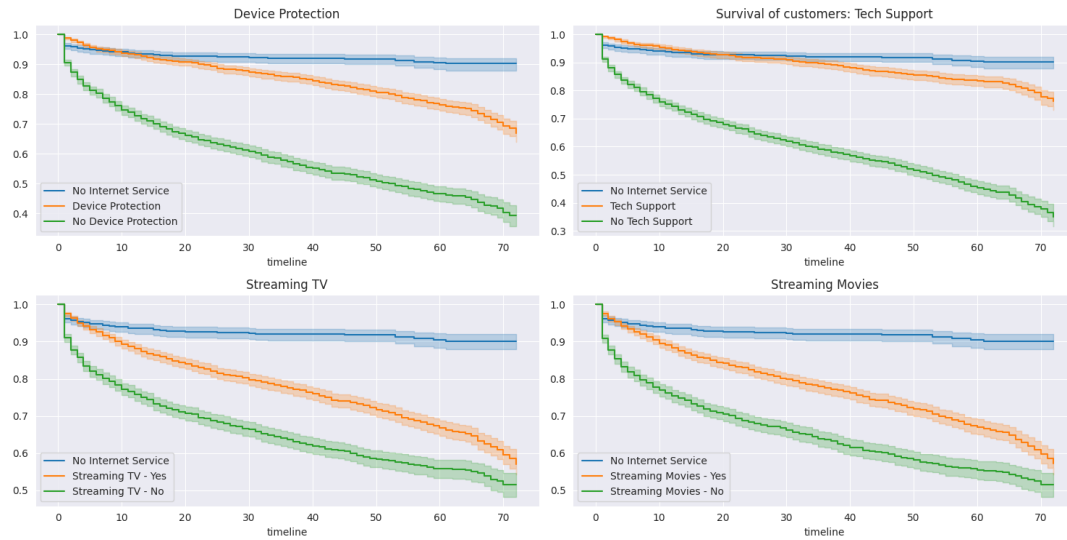 Device Protection
1.0
0.9
0.8
0.7
0.6
0.5
0.4
No Internet Service
Device Protection
No Device Protection
0 10 20 30 40 50 60 70
timeline
Survival of customers: Tech Support
1.0
0.9
0.8
0.7
0.6
0.5
0.4
0.3
No Internet Service
Tech Support
No Tech Support
0 10 20 30 40 50 60 70
timeline
Streaming TV
1.0
0.9
0.8
0.7
0.6
0.5
No Internet Service
Streaming TV - Yes
Streaming TV - No
0 10 20 30 40 50 60 70
timeline
Streaming Movies
1.0
0.9
0.8
0.7
0.6
0.5
No Internet Service
Streaming Movies - Yes
Streaming Movies - No
0 10 20 30 40 50 60 70
timeline